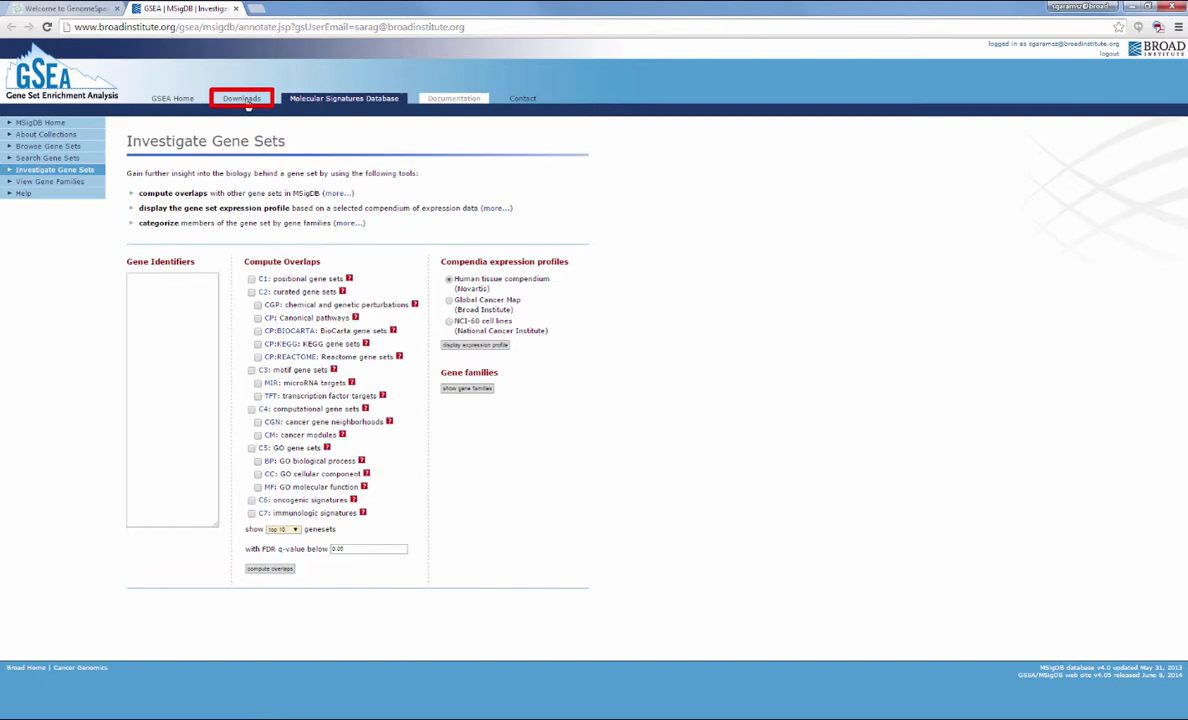 Welcome to GenomeSpa
GSEA | MSigDB | Investiga
sgaramsz@broad...
www.broadinstitute.org/gsea/msigdb/annotate.jsp?gsUserEmail=sarag@broadinstitute.org
logged in as sgaramsz@broadinstitute.org
logout
BROAD
INSTITUTE
GSEA
Gene Set Enrichment Analysis
GSEA Home
Downloads
Molecular Signatures Database
Documentation
Contact
MSigDB Home
About Collections
Browse Gene Sets
Search Gene Sets
Investigate Gene Sets
View Gene Families
Help
Investigate Gene Sets
Gain further insight into the biology behind a gene set by using the following tools:
compute overlaps with other gene sets in MSigDB (more...)
display the gene set expression profile based on a selected compendium of expression data (more...)
categorize members of the gene set by gene families (more...)
Gene Identifiers
Compute Overlaps
C1: positional gene sets ?
C2: curated gene sets ?
CGP: chemical and genetic perturbations ?
CP: Canonical pathways ?
CP:BIOCARTA: BioCarta gene sets ?
CP:KEGG: KEGG gene sets ?
CP:REACTOME: Reactome gene sets ?
C3: motif gene sets ?
MIR: microRNA targets ?
TFT: transcription factor targets ?
C4: computational gene sets ?
CGN: cancer gene neighborhoods ?
CM: cancer modules ?
C5: GO gene sets ?
BP: GO biological process ?
CC: GO cellular component ?
MF: GO molecular function ?
C6: oncogenic signatures ?
C7: immunologic signatures ?
show top 10 genesets
with FDR q-value below 0.05
compute overlaps
Compendia expression profiles
Human tissue compendium
(Novartis)
Global Cancer Map
(Broad Institute)
NCI-60 cell lines
(National Cancer Institute)
display expression profile
Gene families
show gene families
Broad Home | Cancer Genomics
MSigDB database v4.0 updated May 31, 2013
GSEA/MSigDB web site v4.05 released June 8, 2014